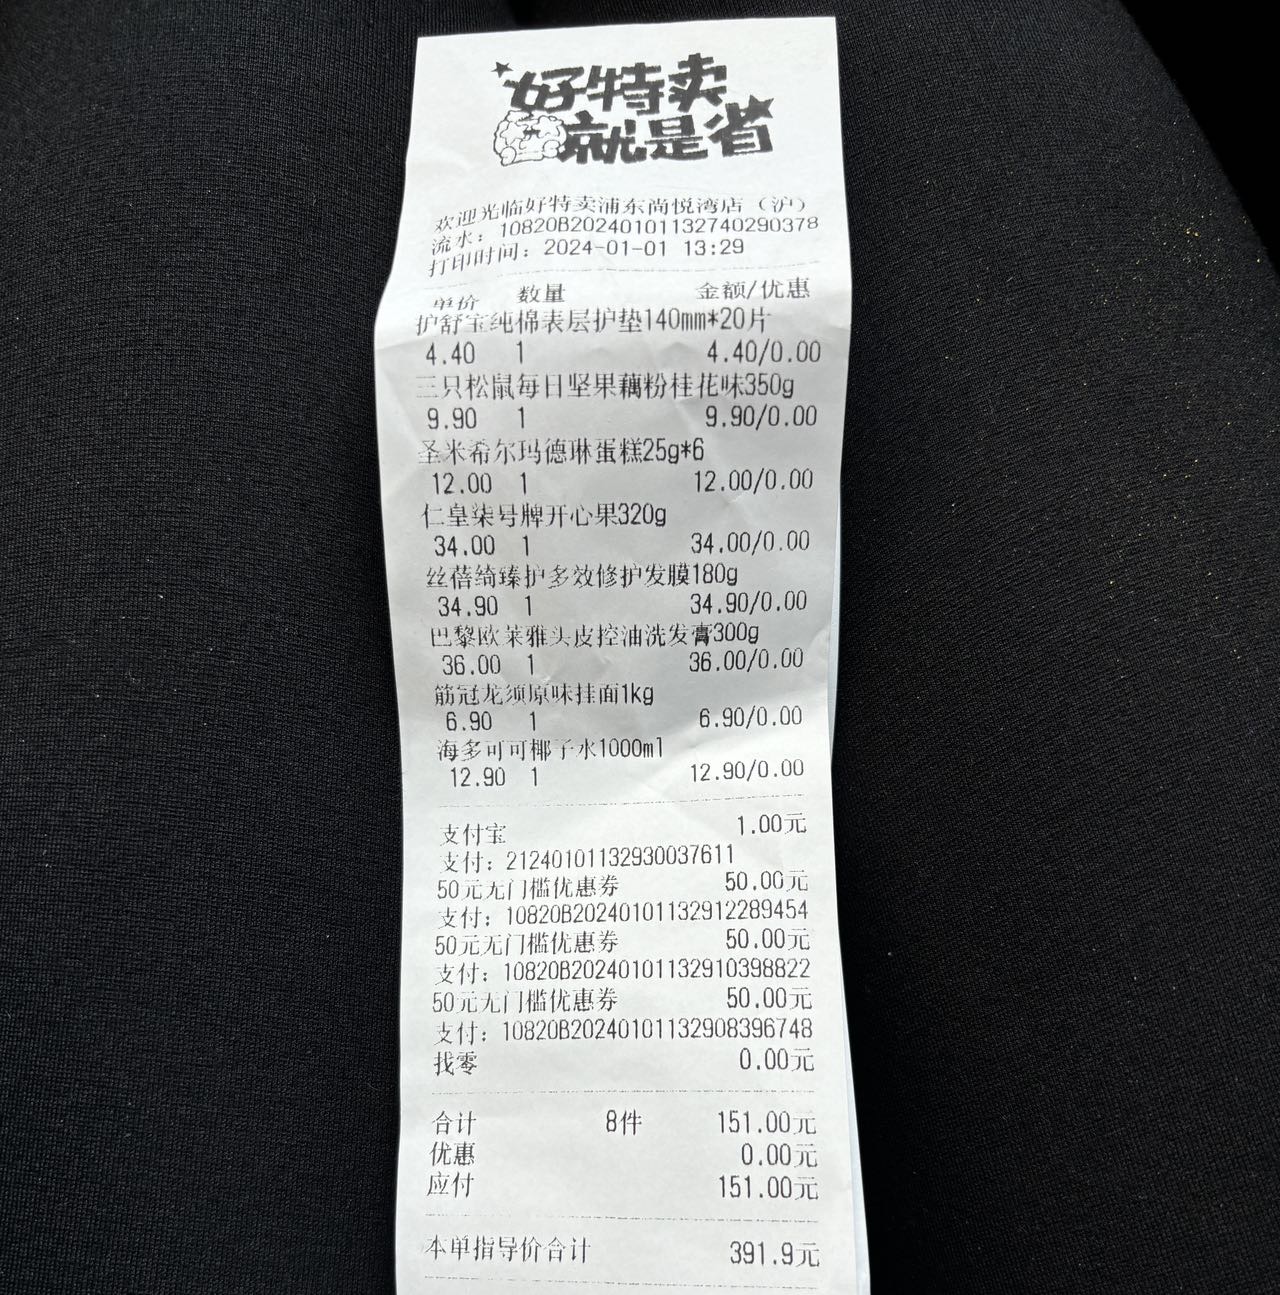 好特卖
就是省
欢迎光临好特卖浦东尚悦湾店（沪）
流水：10820B202401011132740290378
打印时间：2024-01-01 13:29
单价 数量 金额/优惠
护舒宝纯棉表层护垫140mm*20片
4.40 1 4.40/0.00
三只松鼠每日坚果藕粉桂花味350g
9.90 1 9.90/0.00
圣米希尔玛德琳蛋糕25g*6
12.00 1 12.00/0.00
仁皇柒号牌开心果320g
34.00 1 34.00/0.00
丝蓓绮臻护多效修护发膜180g
34.90 1 34.90/0.00
巴黎欧莱雅头皮控油洗发膏300g
36.00 1 36.00/0.00
筋冠龙须原味挂面1kg
6.90 1 6.90/0.00
海多可可椰子水1000ml
12.90 1 12.90/0.00
支付宝 1.00元
支付：21240101132930037611
50元无门槛优惠券 50.00元
支付：10820B20240101132912289454
50元无门槛优惠券 50.00元
支付：10820B20240101132910398822
50元无门槛优惠券 50.00元
支付：10820B20240101132908396748
找零 0.00元
合计 8件 151.00元
优惠 0.00元
应付 151.00元
本单指导价合计 391.9元